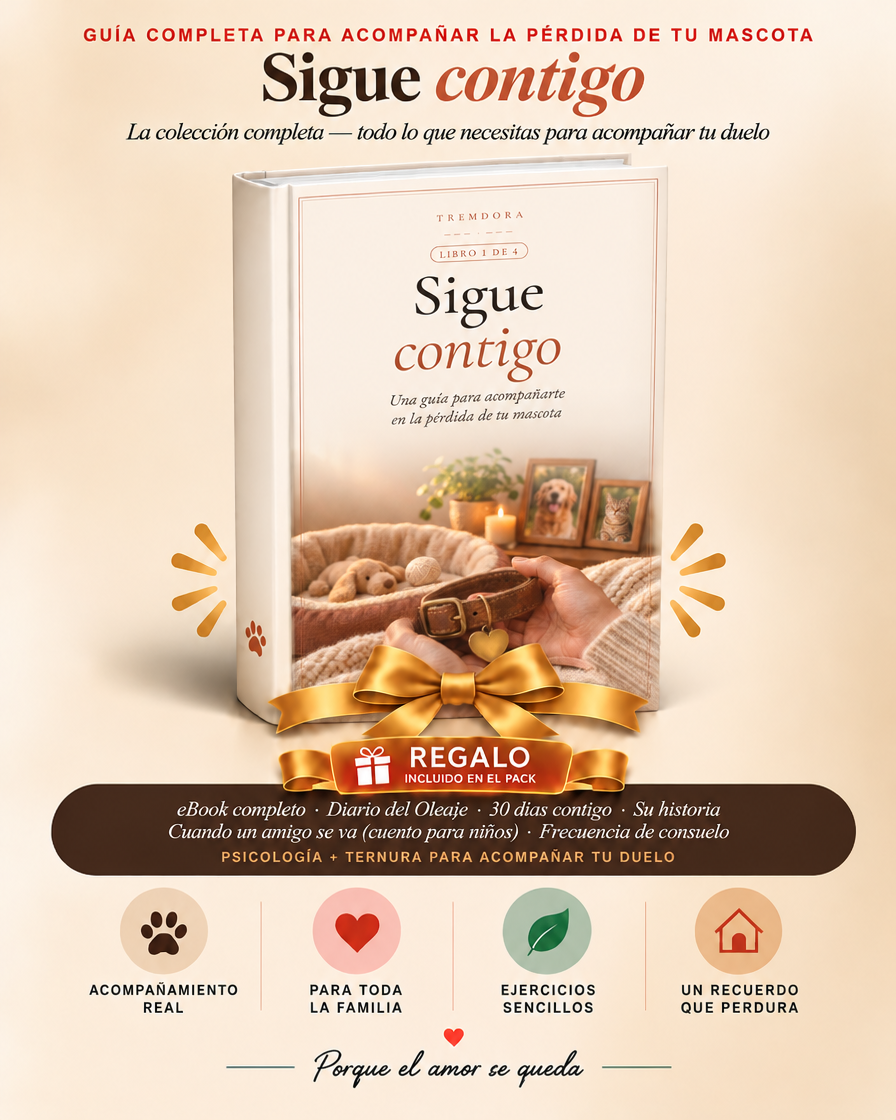 GUÍA COMPLETA PARA ACOMPAÑAR LA PÉRDIDA DE TU MASCOTA
Sigue contigo
La colección completa — todo lo que necesitas para acompañar tu duelo
TREMDORA
LIBRO 1 DE 4
Sigue
contigo
Una guía para acompañarte
en la pérdida de tu mascota
REGALO
INCLUIDO EN EL PACK
eBook completo · Diario del Oleaje · 30 días contigo · Su historia
Cuando un amigo se va (cuento para niños) · Frecuencia de consuelo
PSICOLOGÍA + TERNURA PARA ACOMPAÑAR TU DUELO
ACOMPAÑAMIENTO
REAL
PARA TODA
LA FAMILIA
EJERCICIOS
SENCILLOS
UN RECUERDO
QUE PERDURA
Porque el amor se queda